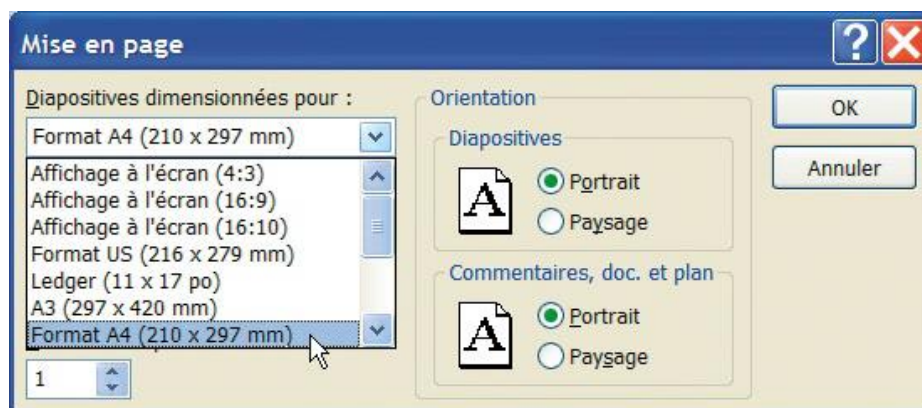 Mise en page
Diapositives dimensionnées pour :
Format A4 (210 x 297 mm)
Affichage à l'écran (4:3)
Affichage à l'écran (16:9)
Affichage à l'écran (16:10)
Format US (216 x 279 mm)
Ledger (11 x 17 po)
A3 (297 x 420 mm)
Format A4 (210 x 297 mm)
1
Orientation
Diapositives
A
Portrait
Paysage
Commentaires, doc. et plan
A
Portrait
Paysage
OK
Annuler